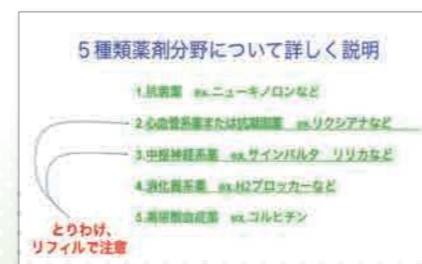 5種類薬剤分野について詳しく説明
1.抗菌薬 ex.ニューキノロンなど
2.心血管系薬または抗凝固薬 ex.リクシアナなど
3.中枢神経系薬 ex.サインバルタ リリカなど
4.消化器系薬 ex.H2ブロッカーなど
5.高尿酸血症薬 ex.コルヒチン
とりわけ、
リフィルで注意